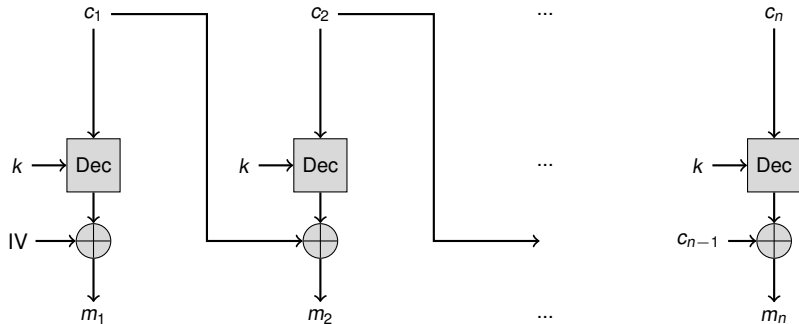 c₁ c₂ ... cₙ
k Dec k Dec ... k Dec
IV cₙ₋₁
m₁ m₂ ... mₙ